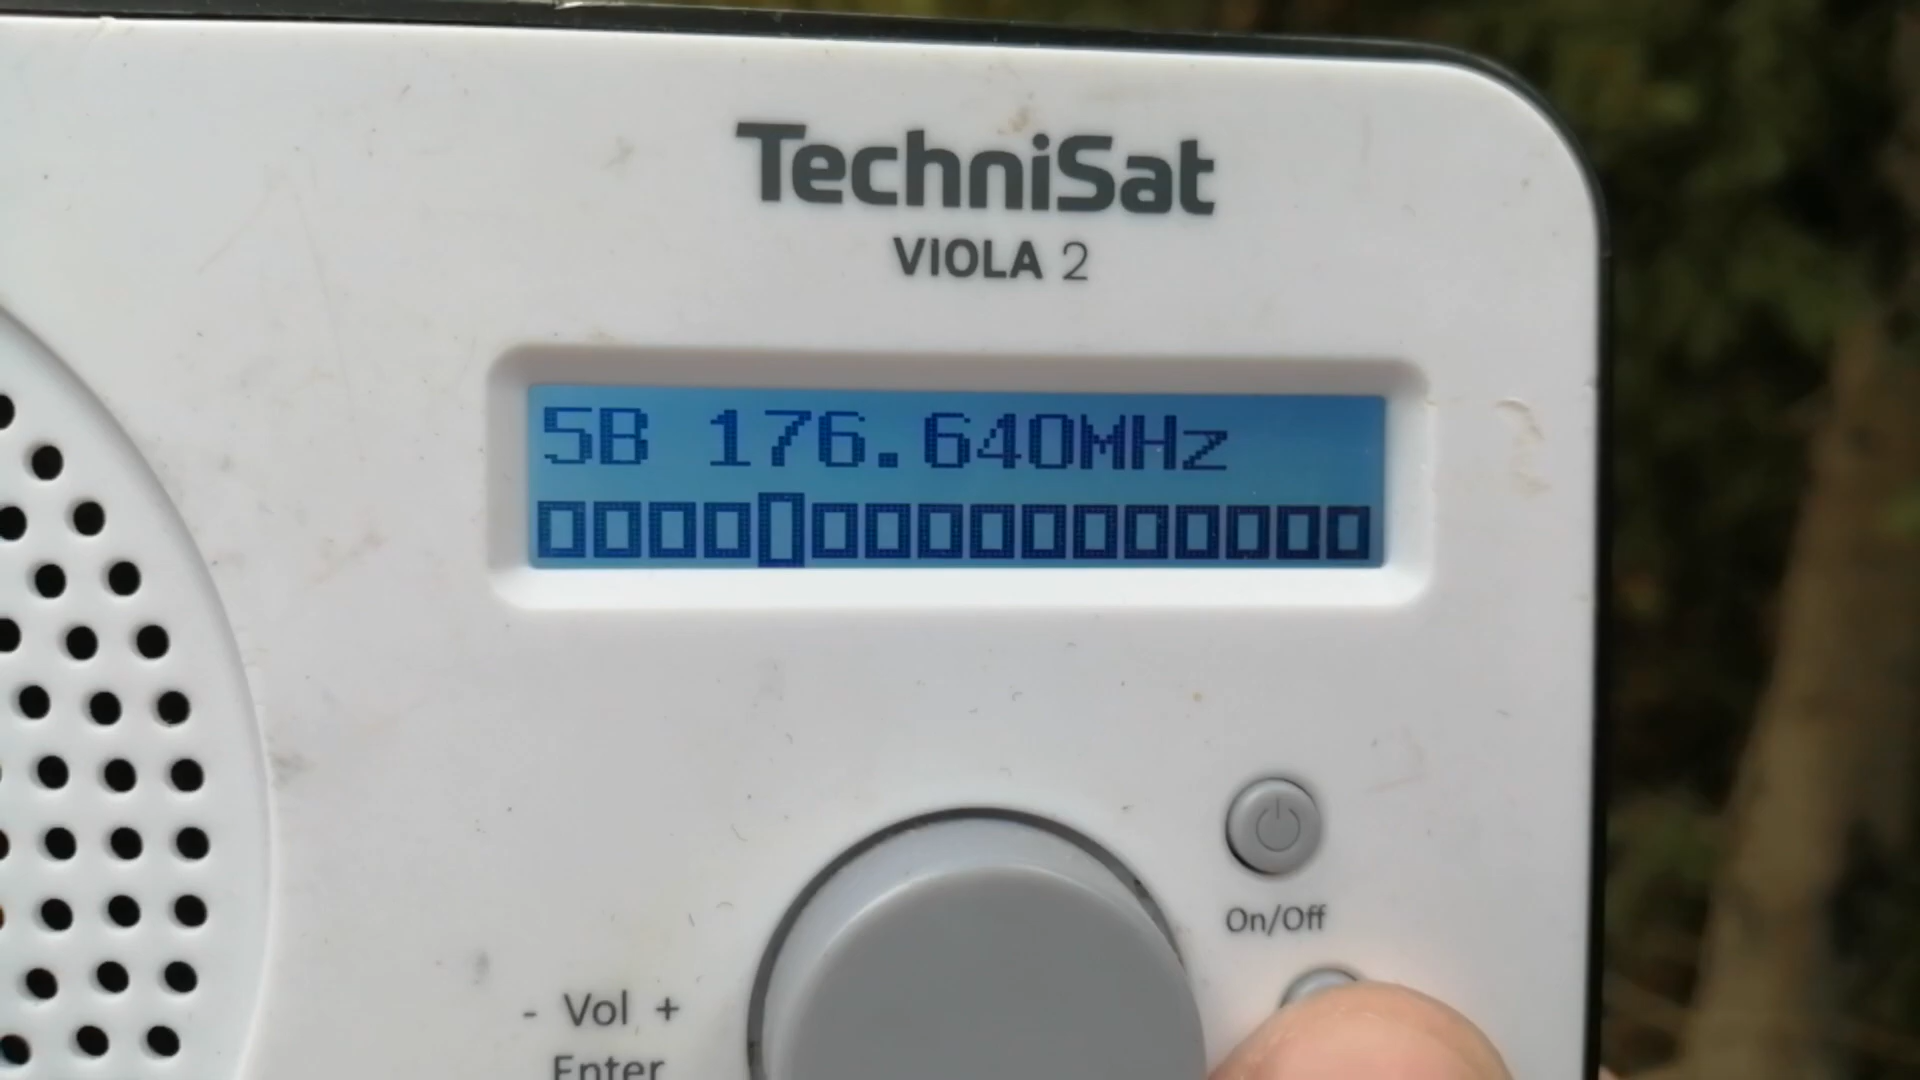 TechniSat
VIOLA 2
5B 176.640MHz
On/Off
- Vol +
Enter